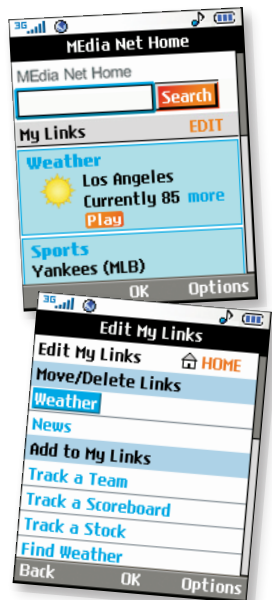 3G
MEdia Net Home
MEdia Net Home
Search
My Links EDIT
Weather
Los Angeles
Currently 85 more
Play
Sports
Yankees (MLB)
OK Options
3G
Edit My Links
Edit My Links HOME
Move/Delete Links
Weather
News
Add to My Links
Track a Team
Track a Scoreboard
Track a Stock
Find Weather
Back OK Options